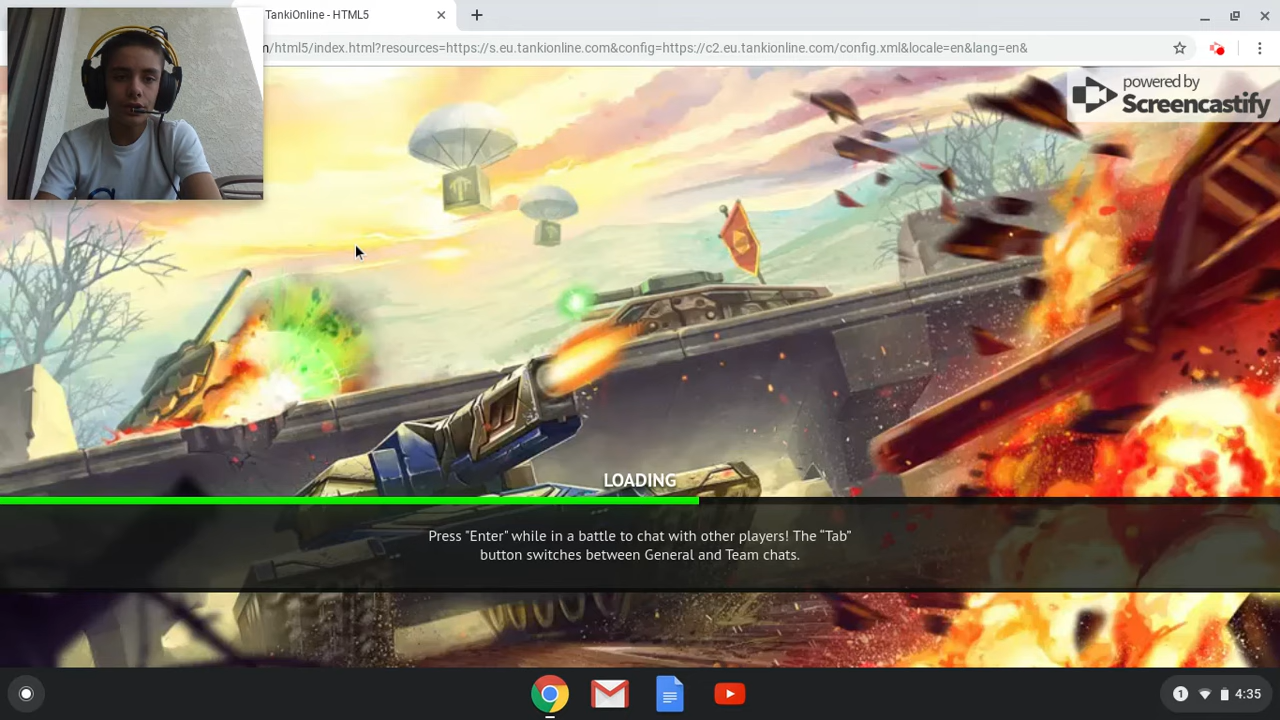 TankiOnline - HTML5
/html5/index.html?resources=https://s.eu.tankionline.com&config=https://c2.eu.tankionline.com/config.xml&locale=en&lang=en&
powered by
Screencastify
LOADING
Press "Enter" while in a battle to chat with other players! The “Tab”
button switches between General and Team chats.
1
4:35